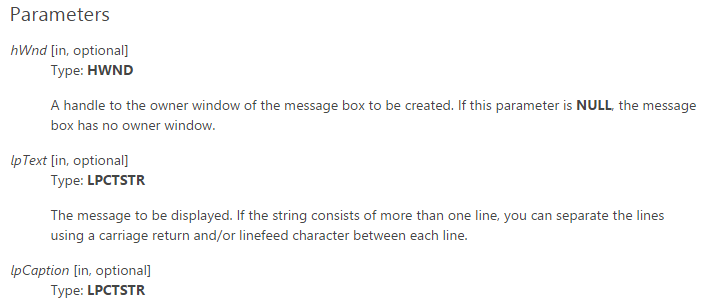 Parameters
hWnd [in, optional]
Type: HWND
A handle to the owner window of the message box to be created. If this parameter is NULL, the message
box has no owner window.
lpText [in, optional]
Type: LPCTSTR
The message to be displayed. If the string consists of more than one line, you can separate the lines
using a carriage return and/or linefeed character between each line.
lpCaption [in, optional]
Type: LPCTSTR